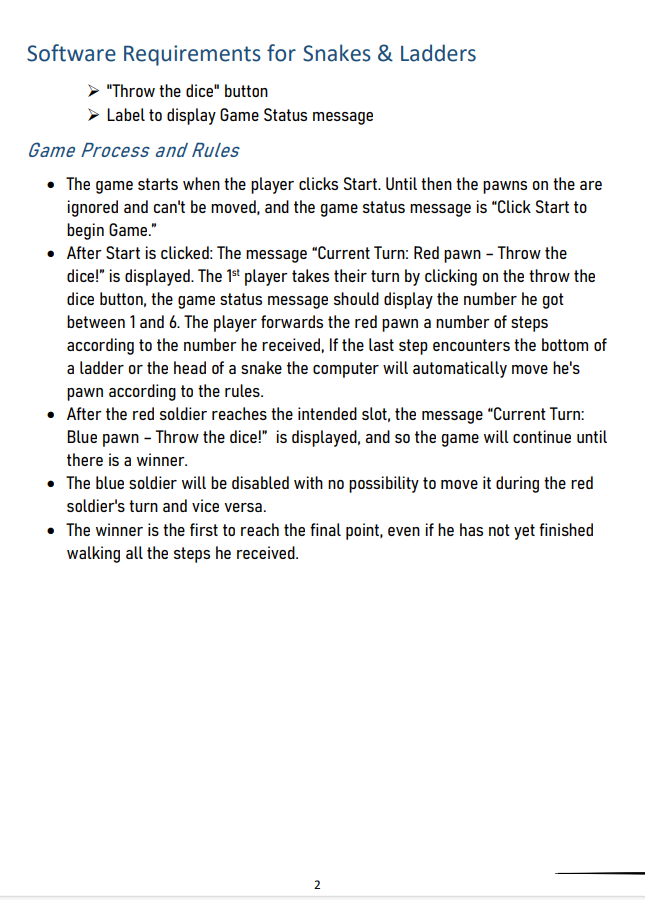 Software Requirements for Snakes & Ladders
➢ "Throw the dice" button
➢ Label to display Game Status message
Game Process and Rules
• The game starts when the player clicks Start. Until then the pawns on the are
ignored and can't be moved, and the game status message is “Click Start to
begin Game.”
• After Start is clicked: The message “Current Turn: Red pawn – Throw the
dice!” is displayed. The 1st player takes their turn by clicking on the throw the
dice button, the game status message should display the number he got
between 1 and 6. The player forwards the red pawn a number of steps
according to the number he received, If the last step encounters the bottom of
a ladder or the head of a snake the computer will automatically move he's
pawn according to the rules.
• After the red soldier reaches the intended slot, the message “Current Turn:
Blue pawn – Throw the dice!” is displayed, and so the game will continue until
there is a winner.
• The blue soldier will be disabled with no possibility to move it during the red
soldier's turn and vice versa.
• The winner is the first to reach the final point, even if he has not yet finished
walking all the steps he received.
2